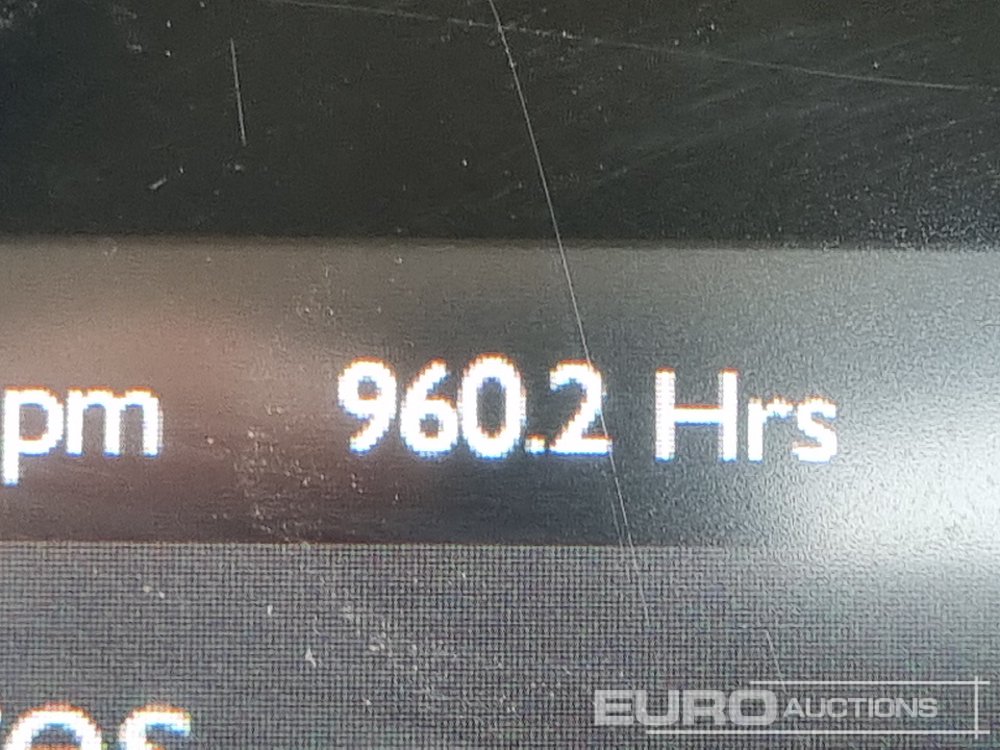 pm 960.2 Hrs
EURO AUCTIONS